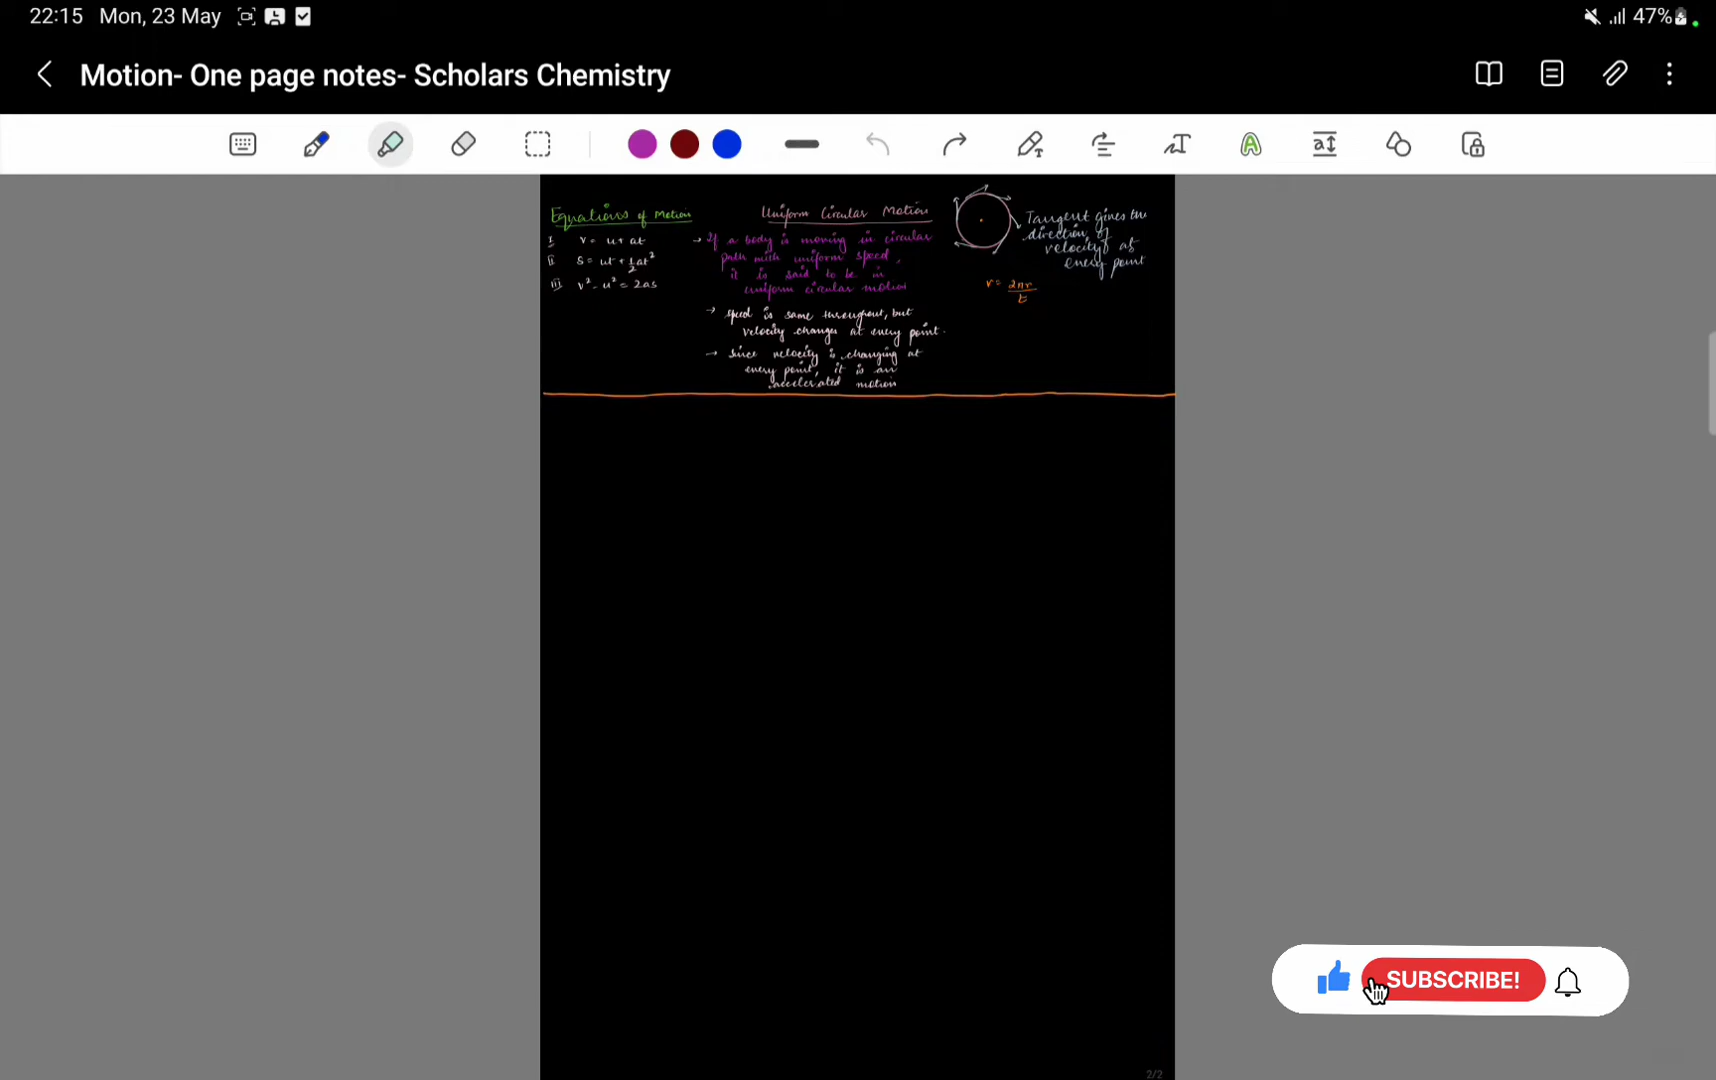 22:15 Mon, 23 May
47%
Motion- One page notes- Scholars Chemistry
Equations of Motion
I v = u + at
II s = ut + 1/2 at²
III v² - u² = 2as
Uniform Circular Motion
→ If a body is moving in circular
path with uniform speed,
it is said to be in
uniform circular motion
→ speed is same throughout, but
velocity changes at every point.
→ since velocity is changing at
every point, it is an
accelerated motion
Tangent gives the
direction of
velocity at
every point
v = 2πr/t
SUBSCRIBE!
2/2